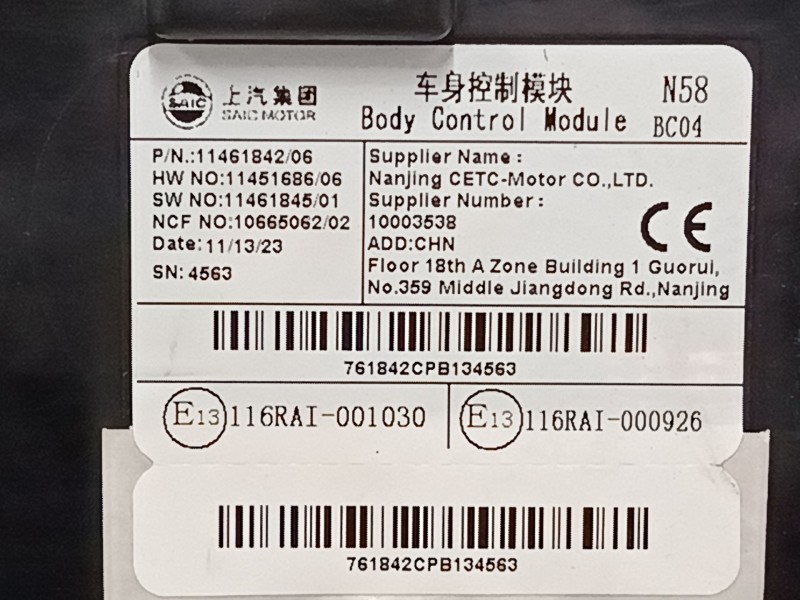 SAIC 上汽集团
SAIC MOTOR
车身控制模块
Body Control Module
N58
BC04
P/N.:11461842/06
HW NO:11451686/06
SW NO:11461845/01
NCF NO:10665062/02
Date:11/13/23
SN: 4563
Supplier Name:
Nanjing CETC-Motor CO.,LTD.
Supplier Number:
10003538
ADD:CHN
Floor 18th A Zone Building 1 Guorui,
No.359 Middle Jiangdong Rd.,Nanjing
CE
761842CPB134563
E13 116RAI-001030
E13 116RAI-000926
761842CPB134563